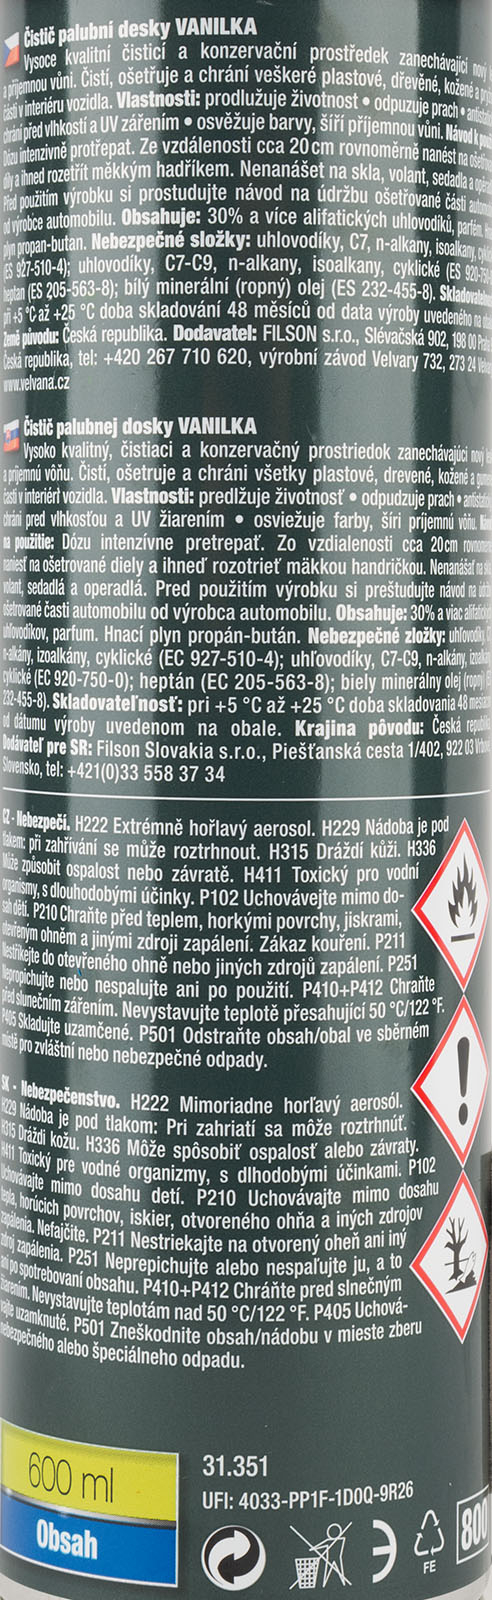 Čistič palubní desky VANILKA
Vysoce kvalitní čisticí a konzervační prostředek zanechávající nový
a příjemnou vůni. Čistí, ošetřuje a chrání veškeré plastové, dřevěné, kožené a
části v interiéru vozidla. Vlastnosti: prodlužuje životnost • odpuzuje prach •
chrání před vlhkostí a UV zářením • osvěžuje barvy, šíří příjemnou vůni. Návod k
Dózu intenzivně protřepat. Ze vzdálenosti cca 20cm rovnoměrně nanést na
díly a ihned rozetřít měkkým hadříkem. Nenanášet na skla, volant, sedadla a
Před použitím výrobku si prostudujte návod na údržbu ošetřované části
od výrobce automobilu. Obsahuje: 30% a více alifatických uhlovodíků, parfém.
plyn propan-butan. Nebezpečné složky: uhlovodíky, C7, n-alkany, isoalkany,
(ES 927-510-4); uhlovodíky, C7-C9, n-alkany, isoalkany, cyklické (ES
heptan (ES 205-563-8); bílý minerální (ropný) olej (ES 232-455-8).
při +5 °C až +25 °C doba skladování 48 měsíců od data výroby uvedeného na
Země původu: Česká republika. Dodavatel: FILSON s.r.o., Slévačská 902, 198 00
Česká republika, tel: +420 267 710 620, výrobní závod Velvary 732, 273 24
www.velvana.cz
Čistič palubnej dosky VANILKA
Vysoko kvalitný, čistiaci a konzervačný prostriedok zanechávajúci nový
a príjemnú vôňu. Čistí, ošetruje a chráni všetky plastové, drevené, kožené a
časti v interiéri vozidla. Vlastnosti: predlžuje životnosť • odpudzuje prach •
chráni pred vlhkosťou a UV žiarením • osviežuje farby, šíri príjemnú vôňu.
na použitie: Dózu intenzívne pretrepať. Zo vzdialenosti cca 20cm
naniesť na ošetrované diely a ihneď rozotrieť mäkkou handričkou. Nenanášať na
volant, sedadlá a operadlá. Pred použitím výrobku si preštudujte návod na
ošetrované časti automobilu od výrobca automobilu. Obsahuje: 30% a viac
uhľovodíkov, parfum. Hnací plyn propán-bután. Nebezpečné zložky: uhľovodíky,
n-alkány, izoalkány, cyklické (EC 927-510-4); uhľovodíky, C7-C9, n-alkány,
cyklické (EC 920-750-0); heptán (EC 205-563-8); biely minerálny olej (ropný)
232-455-8). Skladovateľnosť: pri +5 °C až +25 °C doba skladovania 48
od dátumu výroby uvedenom na obale. Krajina pôvodu: Česká
Dodávateľ pre SR: Filson Slovakia s.r.o., Piešťanská cesta 1/402, 922 03
Slovensko, tel: +421(0)33 558 37 34
CZ - Nebezpečí. H222 Extrémně hořlavý aerosol. H229 Nádoba je pod
tlakem: při zahřívání se může roztrhnout. H315 Dráždí kůži. H336
Může způsobit ospalost nebo závratě. H411 Toxický pro vodní
organismy, s dlouhodobými účinky. P102 Uchovávejte mimo do-
sah dětí. P210 Chraňte před teplem, horkými povrchy, jiskrami,
otevřeným ohněm a jinými zdroji zapálení. Zákaz kouření. P211
Nestříkejte do otevřeného ohně nebo jiných zdrojů zapálení. P251
Nepropichujte nebo nespalujte ani po použití. P410+P412 Chraňte
před slunečním zářením. Nevystavujte teplotě přesahující 50 °C/122 °F.
P405 Skladujte uzamčené. P501 Odstraňte obsah/obal ve sběrném
místě pro zvláštní nebo nebezpečné odpady.
SK - Nebezpečenstvo. H222 Mimoriadne horľavý aerosól.
H229 Nádoba je pod tlakom: Pri zahriatí sa môže roztrhnúť.
H315 Dráždi kožu. H336 Môže spôsobiť ospalosť alebo závraty.
H411 Toxický pre vodné organizmy, s dlhodobými účinkami. P102
Uchovávajte mimo dosahu detí. P210 Uchovávajte mimo dosahu
tepla, horúcich povrchov, iskier, otvoreného ohňa a iných zdrojov
zapálenia. Nefajčite. P211 Nestriekajte na otvorený oheň ani iný
zdroj zapálenia. P251 Neprepichujte alebo nespaľujte ju, a to
ani po spotrebovaní obsahu. P410+P412 Chráňte pred slnečným
žiarením. Nevystavujte teplotám nad 50 °C/122 °F. P405 Uchová-
vajte uzamknuté. P501 Zneškodnite obsah/nádobu v mieste zberu
nebezpečného alebo špeciálneho odpadu.
600 ml
Obsah
31.351
UFI: 4033-PP1F-1D0Q-9R26
FE
800